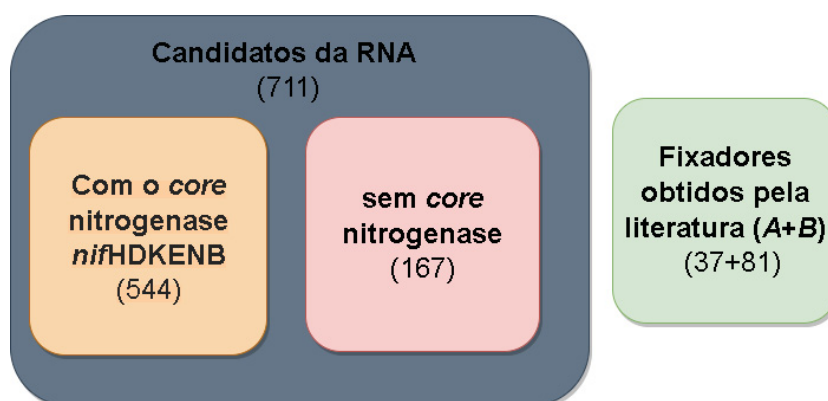 Candidatos da RNA
(711)
Com o core
nitrogenase
nifHDKENB
(544)
sem core
nitrogenase
(167)
Fixadores
obtidos pela
literatura (A+B)
(37+81)